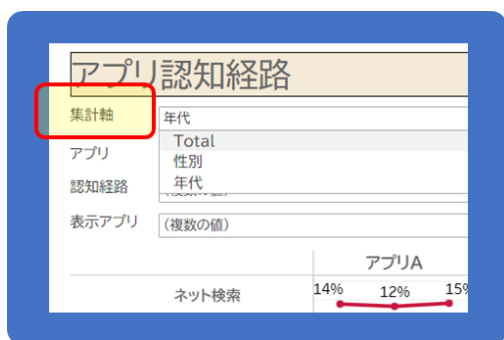 アプリ認知経路
集計軸
年代
Total
性別
年代
アプリ
認知経路
表示アプリ
(複数の値)
アプリA
ネット検索
14%
12%
15%